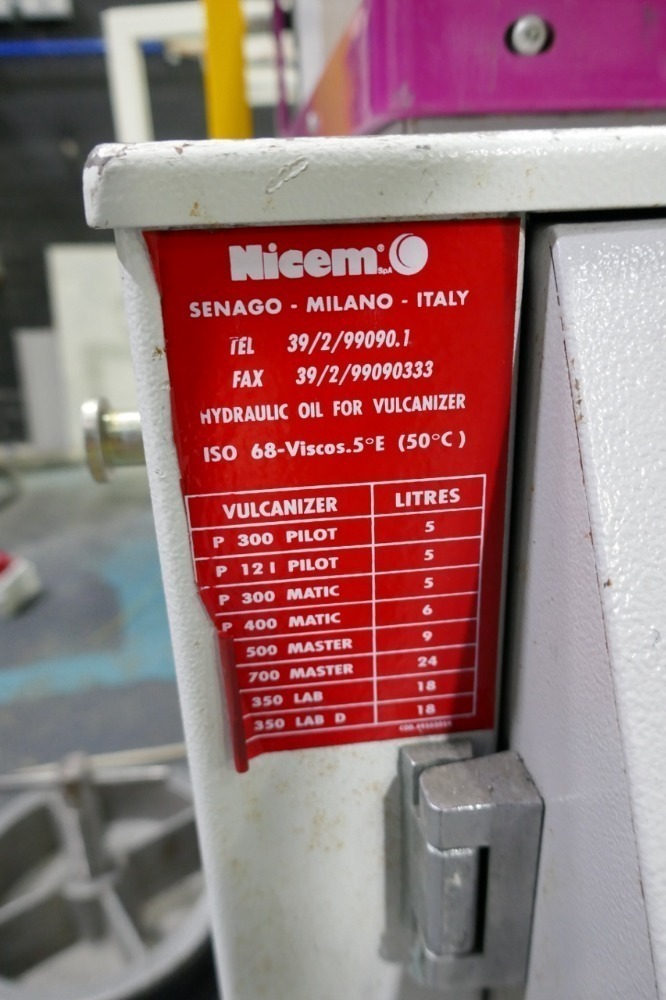 Nicem® SpA
SENAGO - MILANO - ITALY
TEL 39/2/99090.1
FAX 39/2/99090333
HYDRAULIC OIL FOR VULCANIZER
ISO 68-Viscos.5°E (50°C)
VULCANIZER LITRES
P 300 PILOT 5
P 121 PILOT 5
P 300 MATIC 5
P 400 MATIC 6
500 MASTER 9
700 MASTER 24
350 LAB 18
350 LAB D 18